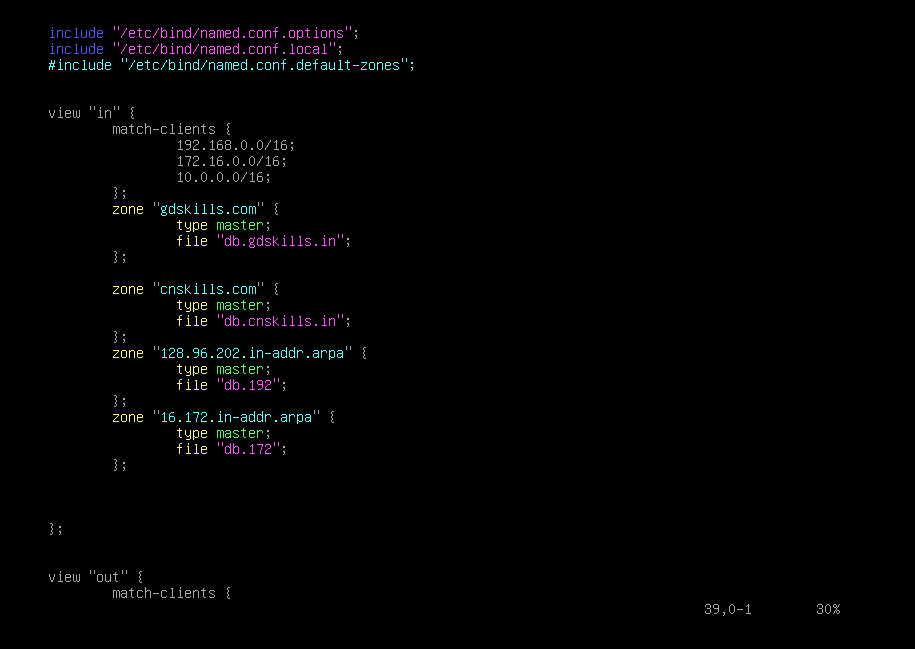 include "/etc/bind/named.conf.options";
include "/etc/bind/named.conf.local";
#include "/etc/bind/named.conf.default-zones";
view "in" {
match-clients {
192.168.0.0/16;
172.16.0.0/16;
10.0.0.0/16;
};
zone "gdskills.com" {
type master;
file "db.gdskills.in";
};
zone "cnskills.com" {
type master;
file "db.cnskills.in";
};
zone "128.96.202.in-addr.arpa" {
type master;
file "db.192";
};
zone "16.172.in-addr.arpa" {
type master;
file "db.172";
};
};
view "out" {
match-clients {
39,0-1 30%